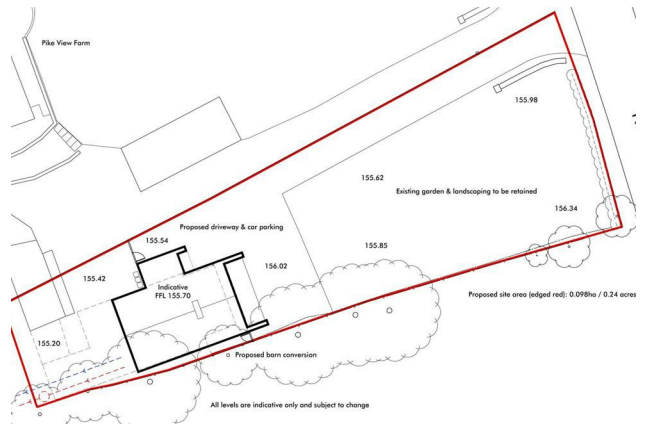 Pike View Farm
155.98
155.62
Existing garden & landscaping to be retained
156.34
Proposed driveway & car parking
155.54
155.85
156.02
155.42
Indicative
FFL 155.70
Proposed site area (edged red): 0.098ha / 0.24 acres
155.20
Proposed barn conversion
All levels are indicative only and subject to change